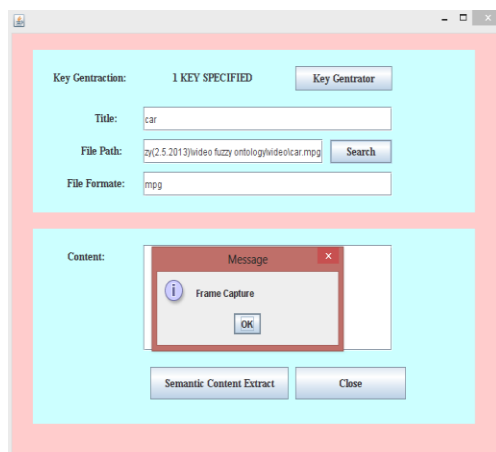 Key Gentraction: 1 KEY SPECIFIED Key Gentrator
Title: car
File Path: zy(2.5.2013)\video fuzzy ontology\video\car.mpg Search
File Formate: mpg
Content:
Message
Frame Capture
OK
Semantic Content Extract Close